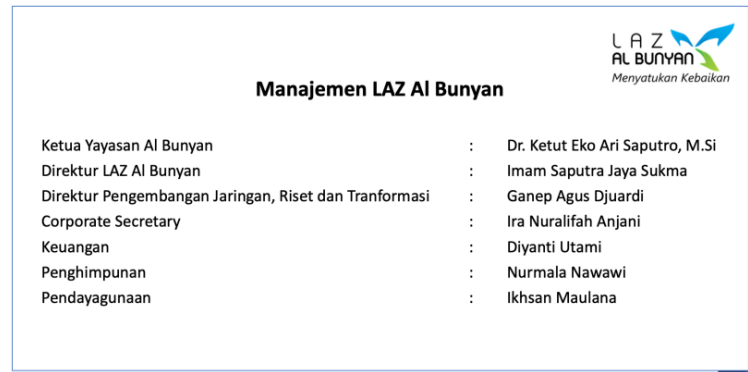 LAZ
AL BUNYAN
Menyatukan Kebaikan
Manajemen LAZ Al Bunyan
Ketua Yayasan Al Bunyan : Dr. Ketut Eko Ari Saputro, M.Si
Direktur LAZ Al Bunyan : Imam Saputra Jaya Sukma
Direktur Pengembangan Jaringan, Riset dan Tranformasi : Ganep Agus Djuardi
Corporate Secretary : Ira Nuralifah Anjani
Keuangan : Diyanti Utami
Penghimpunan : Nurmala Nawawi
Pendayagunaan : Ikhsan Maulana